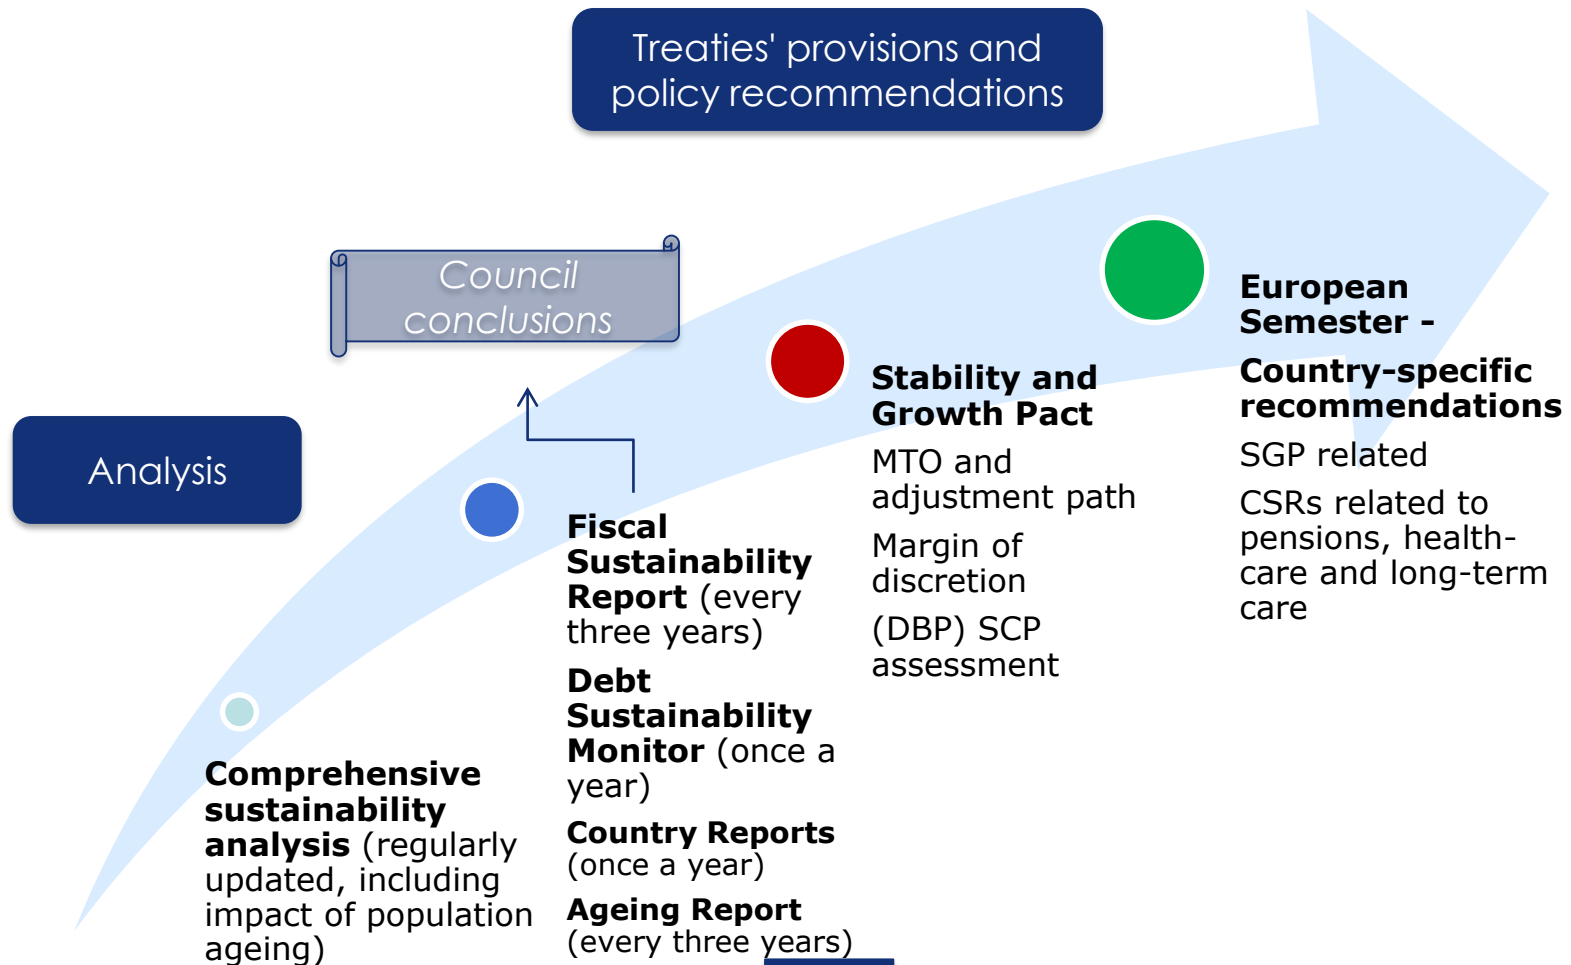 Treaties' provisions and
policy recommendations
Council
conclusions
Analysis
Comprehensive
sustainability
analysis (regularly
updated, including
impact of population
ageing)
Fiscal
Sustainability
Report (every
three years)
Debt
Sustainability
Monitor (once a
year)
Country Reports
(once a year)
Ageing Report
(every three years)
Stability and
Growth Pact
MTO and
adjustment path
Margin of
discretion
(DBP) SCP
assessment
European
Semester -
Country-specific
recommendations
SGP related
CSRs related to
pensions, health-
care and long-term
care